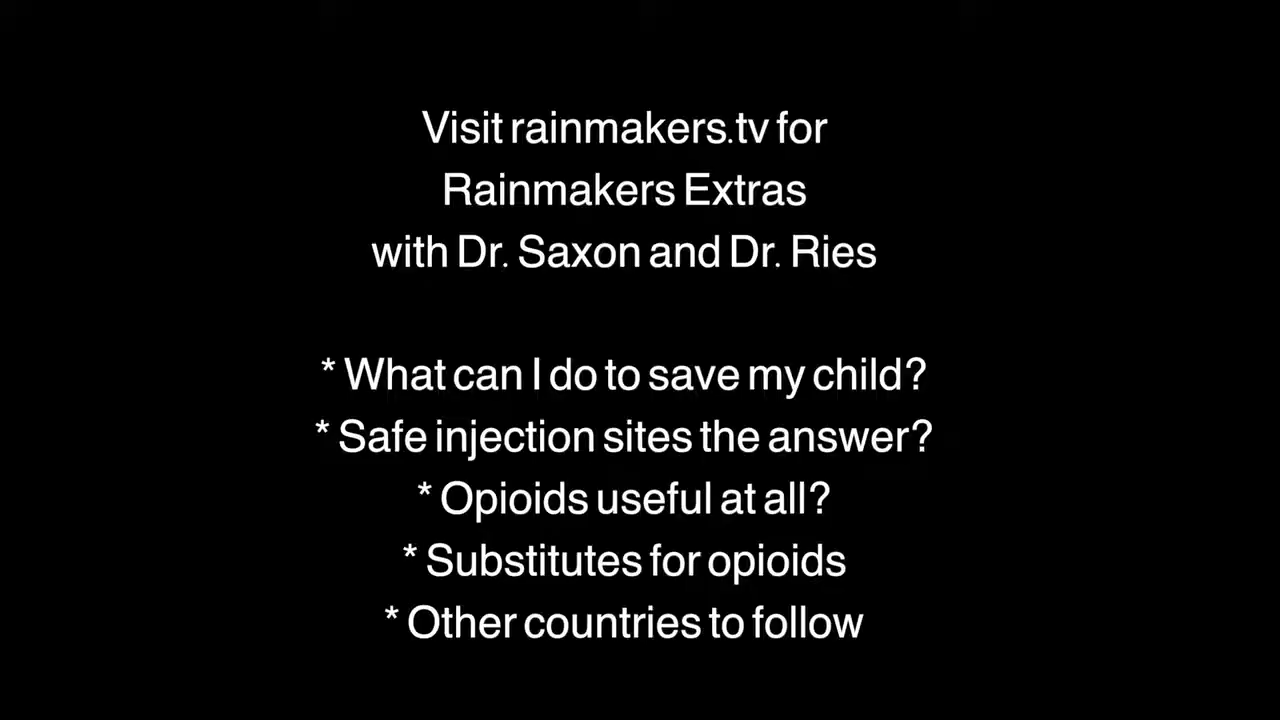 Visit rainmakers.tv for
Rainmakers Extras
with Dr. Saxon and Dr. Ries
* What can I do to save my child?
* Safe injection sites the answer?
* Opioids useful at all?
* Substitutes for opioids
* Other countries to follow